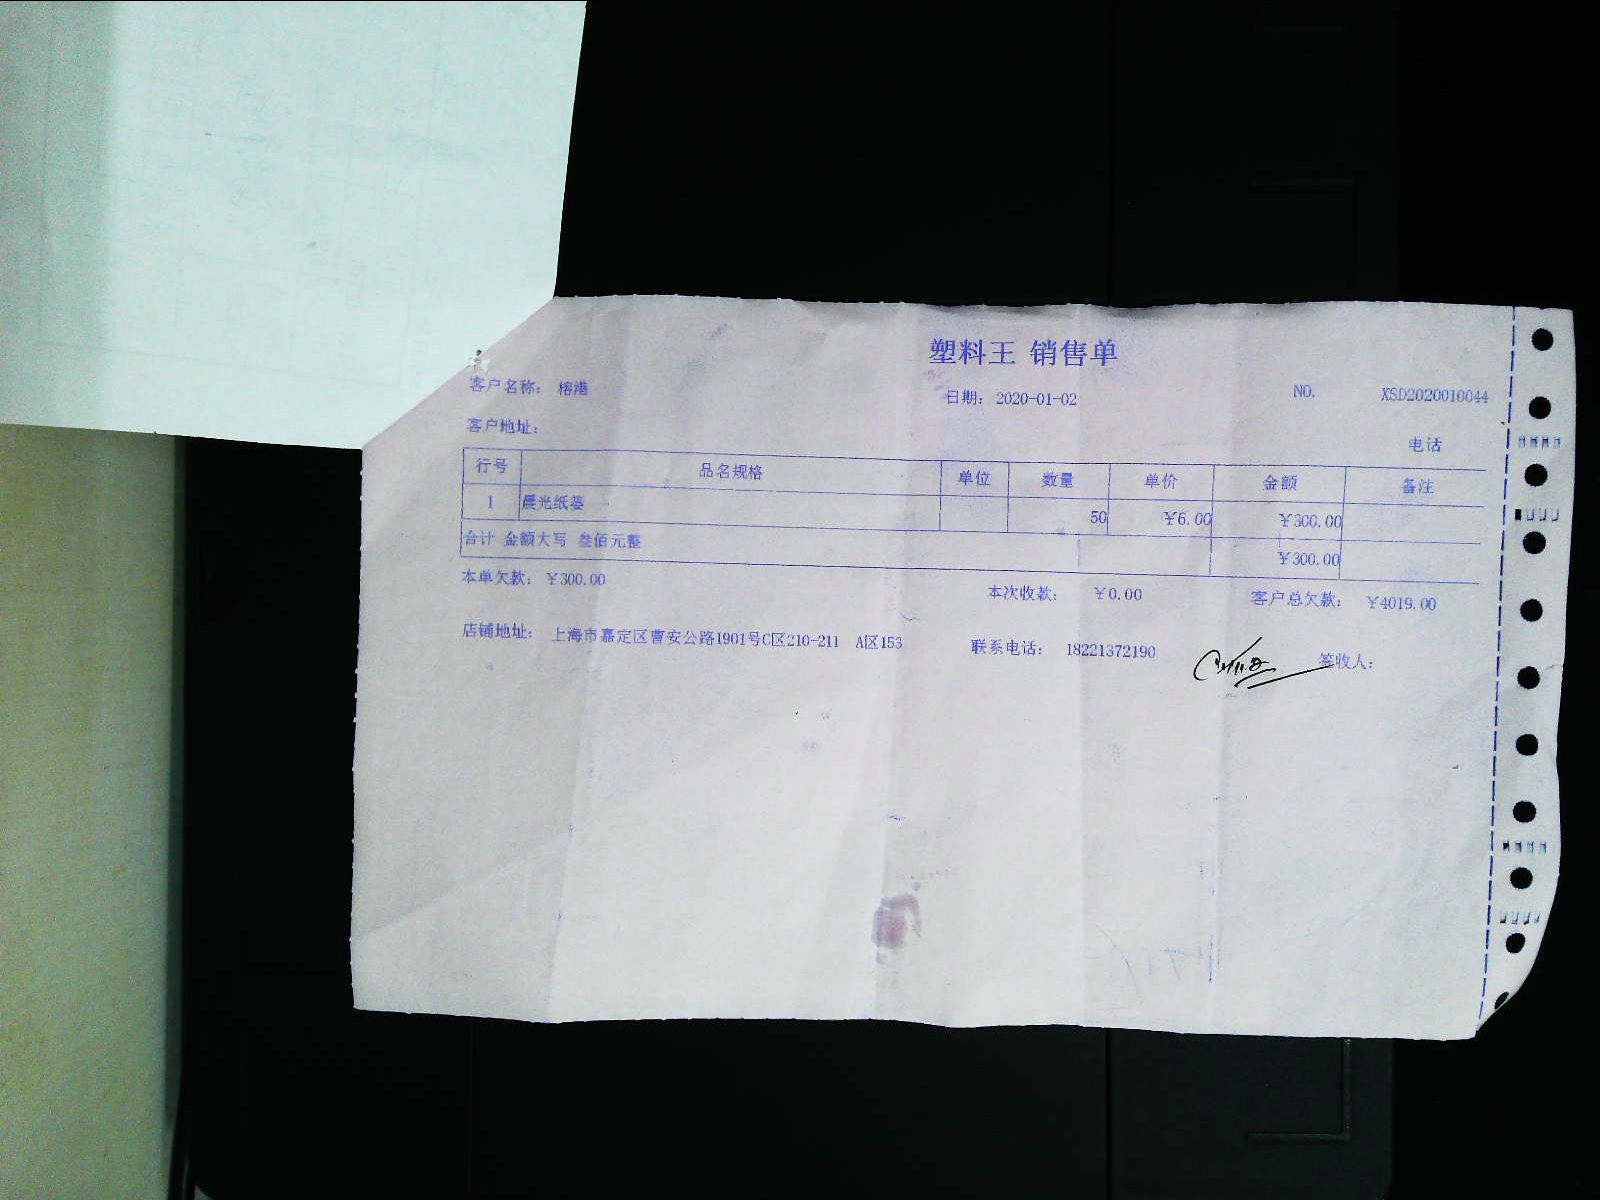 塑料王 销售单
客户名称: 榕港 日期: 2020-01-02 NO. XSD2020010044
客户地址: 电话
行号 品名规格 单位 数量 单价 金额 备注
1 晨光纸篓 50 ¥6.00 ¥300.00
合计 金额大写 叁佰元整 ¥300.00
本单欠款: ¥300.00 本次收款: ¥0.00 客户总欠款: ¥4019.00
店铺地址: 上海市嘉定区曹安公路1901号C区210-211 A区153 联系电话: 18221372190 签收人: